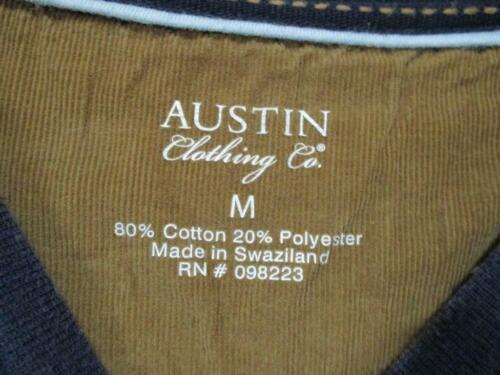 AUSTIN
Clothing Co.®
M
80% Cotton 20% Polyester
Made in Swaziland
RN # 098223